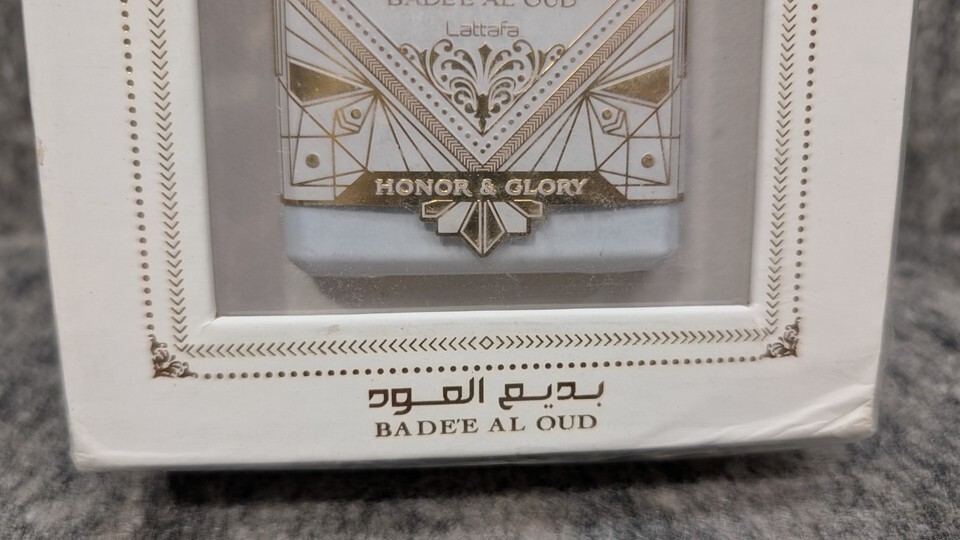 BADE'E AL OUD
Lattafa
HONOR & GLORY
بديع العود
BADE'E AL OUD